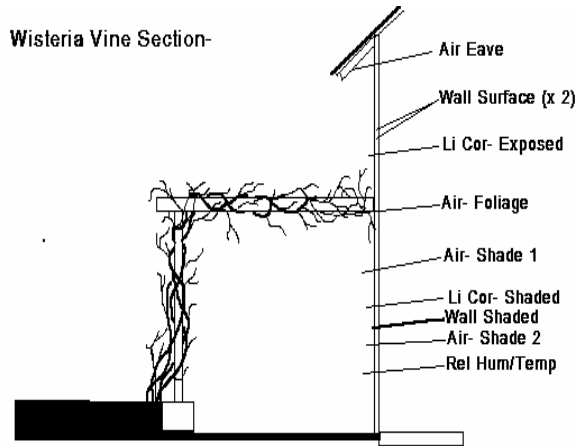 Wisteria Vine Section-
Air Eave
Wall Surface (x 2)
Li Cor- Exposed
Air- Foliage
Air- Shade 1
Li Cor- Shaded
Wall Shaded
Air- Shade 2
Rel Hum/Temp